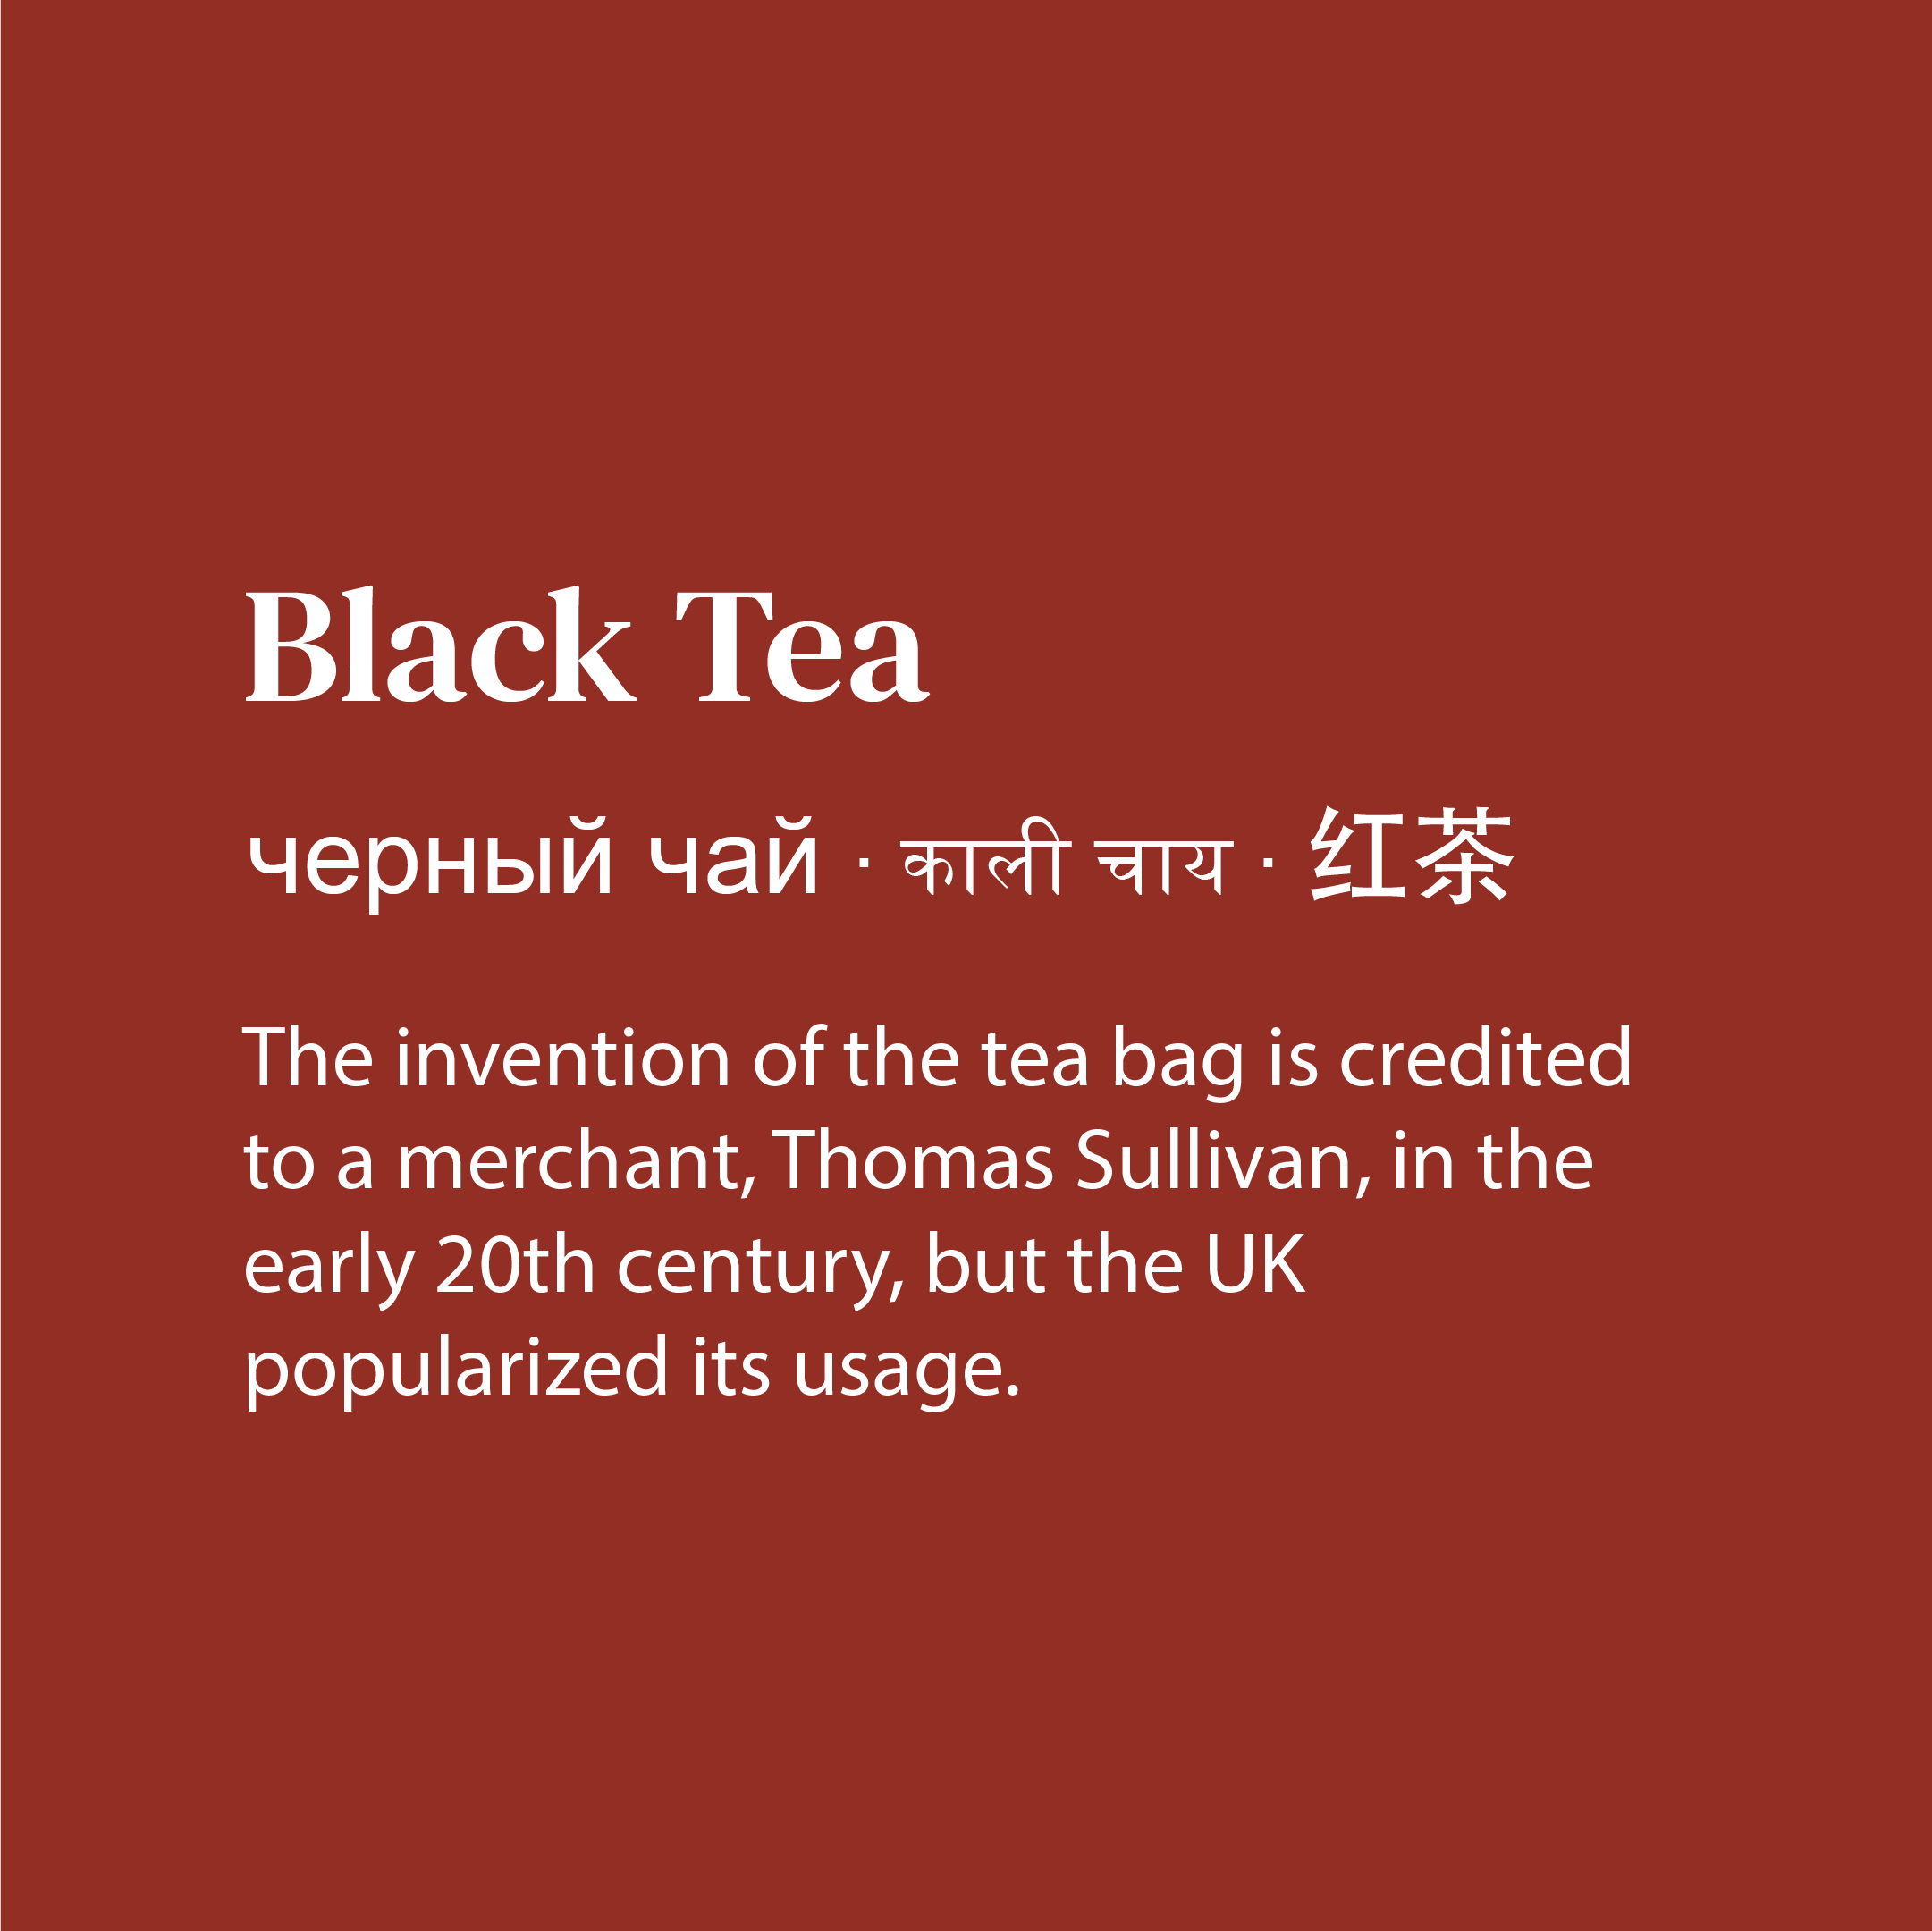 Black Tea
черный чай · काली चाय · 红茶
The invention of the tea bag is credited
to a merchant, Thomas Sullivan, in the
early 20th century, but the UK
popularized its usage.